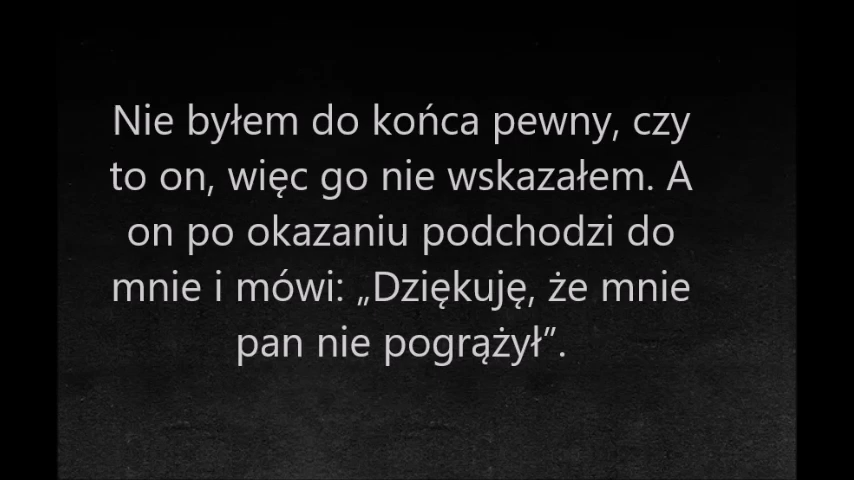 Nie byłem do końca pewny, czy
to on, więc go nie wskazałem. A
on po okazaniu podchodzi do
mnie i mówi: „Dziękuję, że mnie
pan nie pogrążył”.